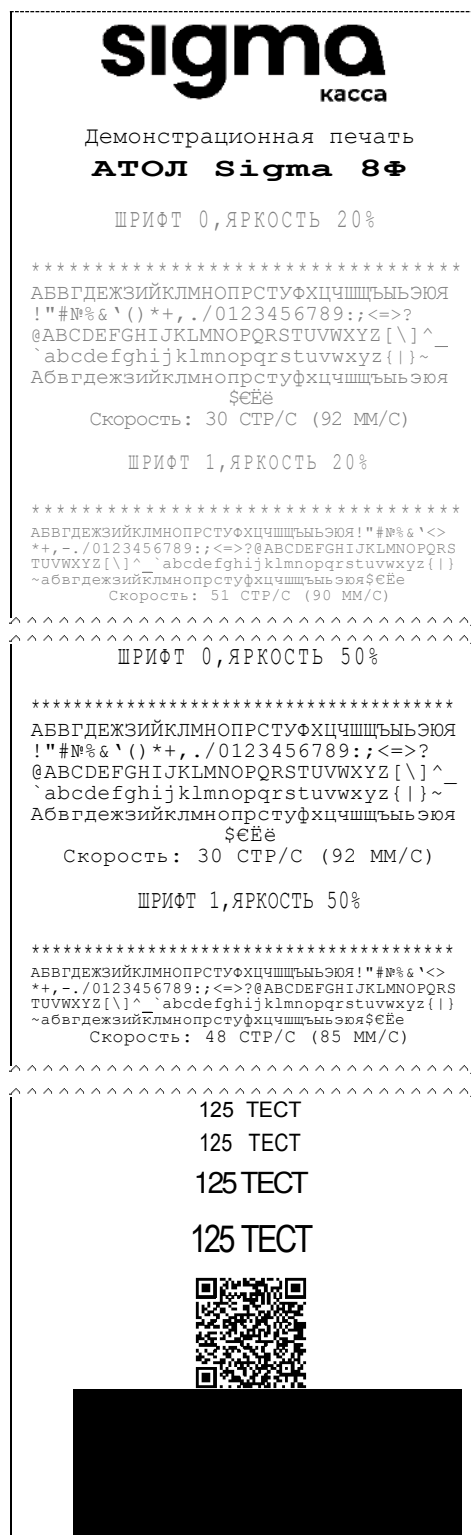 sigma
касса
Демонстрационная печать
АТОЛ Sigma 8Ф
ШРИФТ 0,ЯРКОСТЬ 20%
**********************************
АБВГДЕЖЗИЙКЛМНОПРСТУФХЦЧШЩЪЫЬЭЮЯ
!"#№%&‘()*+,./0123456789:;<=>?
@ABCDEFGHIJKLMNOPQRSTUVWXYZ[\]^_
`abcdefghijklmnopqrstuvwxyz{|}~
Абвгдежзийклмнопрстуфхцчшщъыьэюя
$€Ёё
Скорость: 30 СТР/С (92 ММ/С)
ШРИФТ 1,ЯРКОСТЬ 20%
**********************************
АБВГДЕЖЗИЙКЛМНОПРСТУФХЦЧШЩЪЫЬЭЮЯ!"#№%&‘<>
*+,-./0123456789:;<=>?@ABCDEFGHIJKLMNOPQRS
TUVWXYZ[\]^_`abcdefghijklmnopqrstuvwxyz{|}
~абвгдежзийклмнопрстуфхцчшщъыьэюя$€Ёе
Скорость: 51 СТР/С (90 ММ/С)
ШРИФТ 0,ЯРКОСТЬ 50%
****************************************
АБВГДЕЖЗИЙКЛМНОПРСТУФХЦЧШЩЪЫЬЭЮЯ
!"#№%&‘()*+,./0123456789:;<=>?
@ABCDEFGHIJKLMNOPQRSTUVWXYZ[\]^_
`abcdefghijklmnopqrstuvwxyz{|}~
Абвгдежзийклмнопрстуфхцчшщъыьэюя
$€Ёё
Скорость: 30 СТР/С (92 ММ/С)
ШРИФТ 1,ЯРКОСТЬ 50%
****************************************
АБВГДЕЖЗИЙКЛМНОПРСТУФХЦЧШЩЪЫЬЭЮЯ!"#№%&‘<>
*+,-./0123456789:;<=>?@ABCDEFGHIJKLMNOPQRS
TUVWXYZ[\]^_`abcdefghijklmnopqrstuvwxyz{|}
~абвгдежзийклмнопрстуфхцчшщъыьэюя$€Ёе
Скорость: 48 СТР/С (85 ММ/С)
125 ТЕСТ
125 ТЕСТ
125 ТЕСТ
125 ТЕСТ